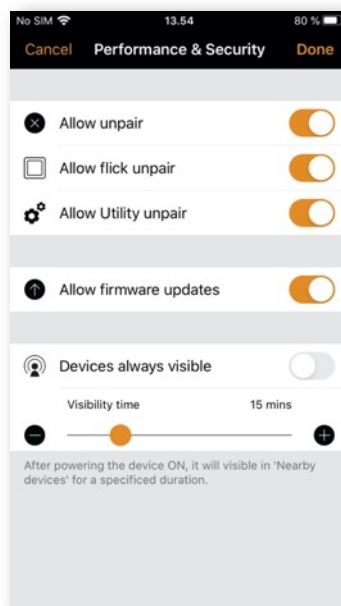 No SIM 13.54 80 %
Cancel Performance & Security Done
Allow unpair
Allow flick unpair
Allow Utility unpair
Allow firmware updates
Devices always visible
Visibility time 15 mins
After powering the device ON, it will visible in 'Nearby
devices' for a specificed duration.